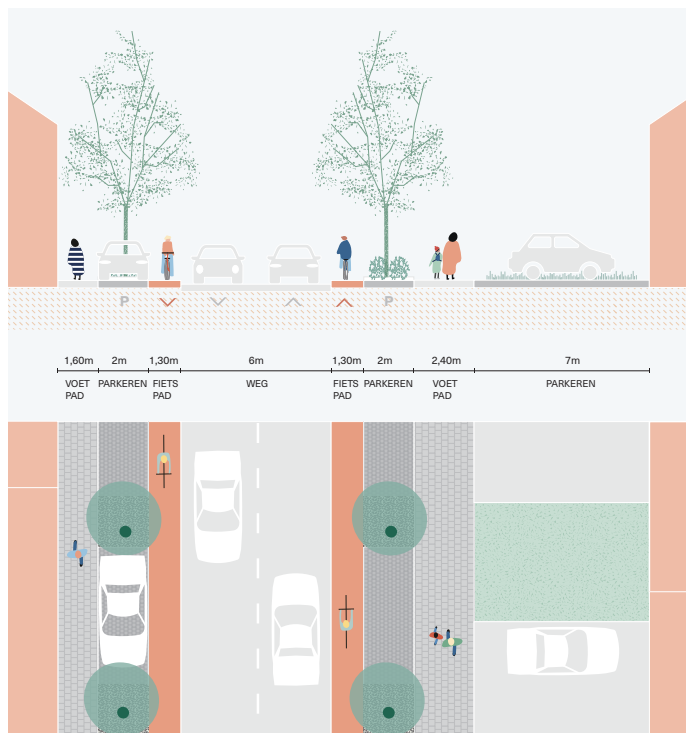 P
P
1,60m 2m 1,30m 6m 1,30m 2m 2,40m 7m
VOET PARKEREN FIETS WEG FIETS PARKEREN VOET PARKEREN
PAD PAD PAD PAD